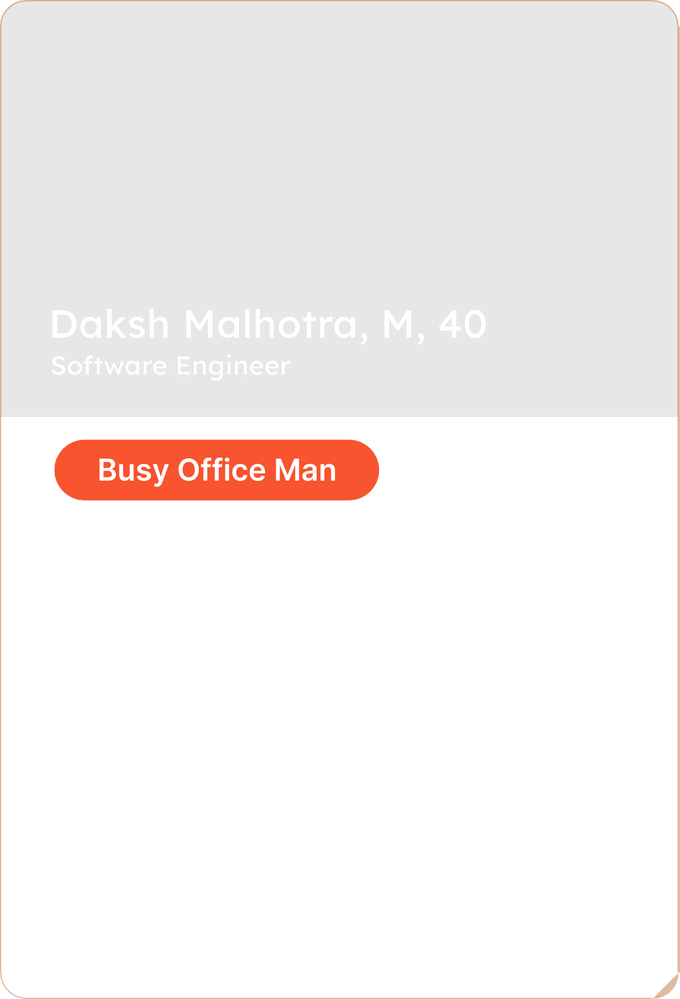 Daksh Malhotra, M, 40
Software Engineer
Busy Office Man